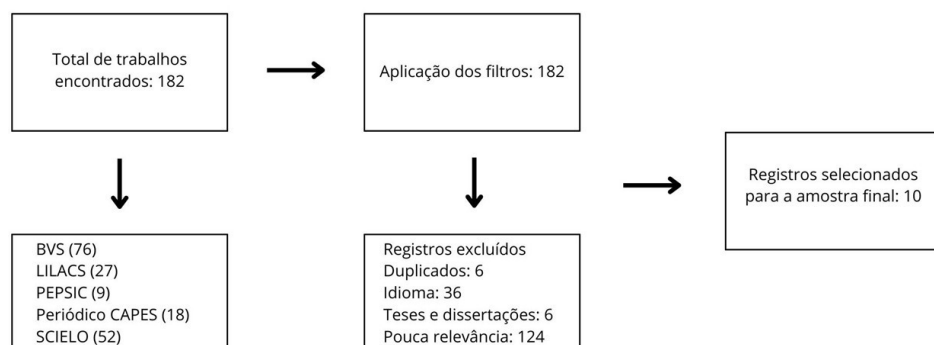 Total de trabalhos
encontrados: 182
Aplicação dos filtros: 182
Registros selecionados
para a amostra final: 10
BVS (76)
LILACS (27)
PEPSIC (9)
Periódico CAPES (18)
SCIELO (52)
Registros excluídos
Duplicados: 6
Idioma: 36
Teses e dissertações: 6
Pouca relevância: 124